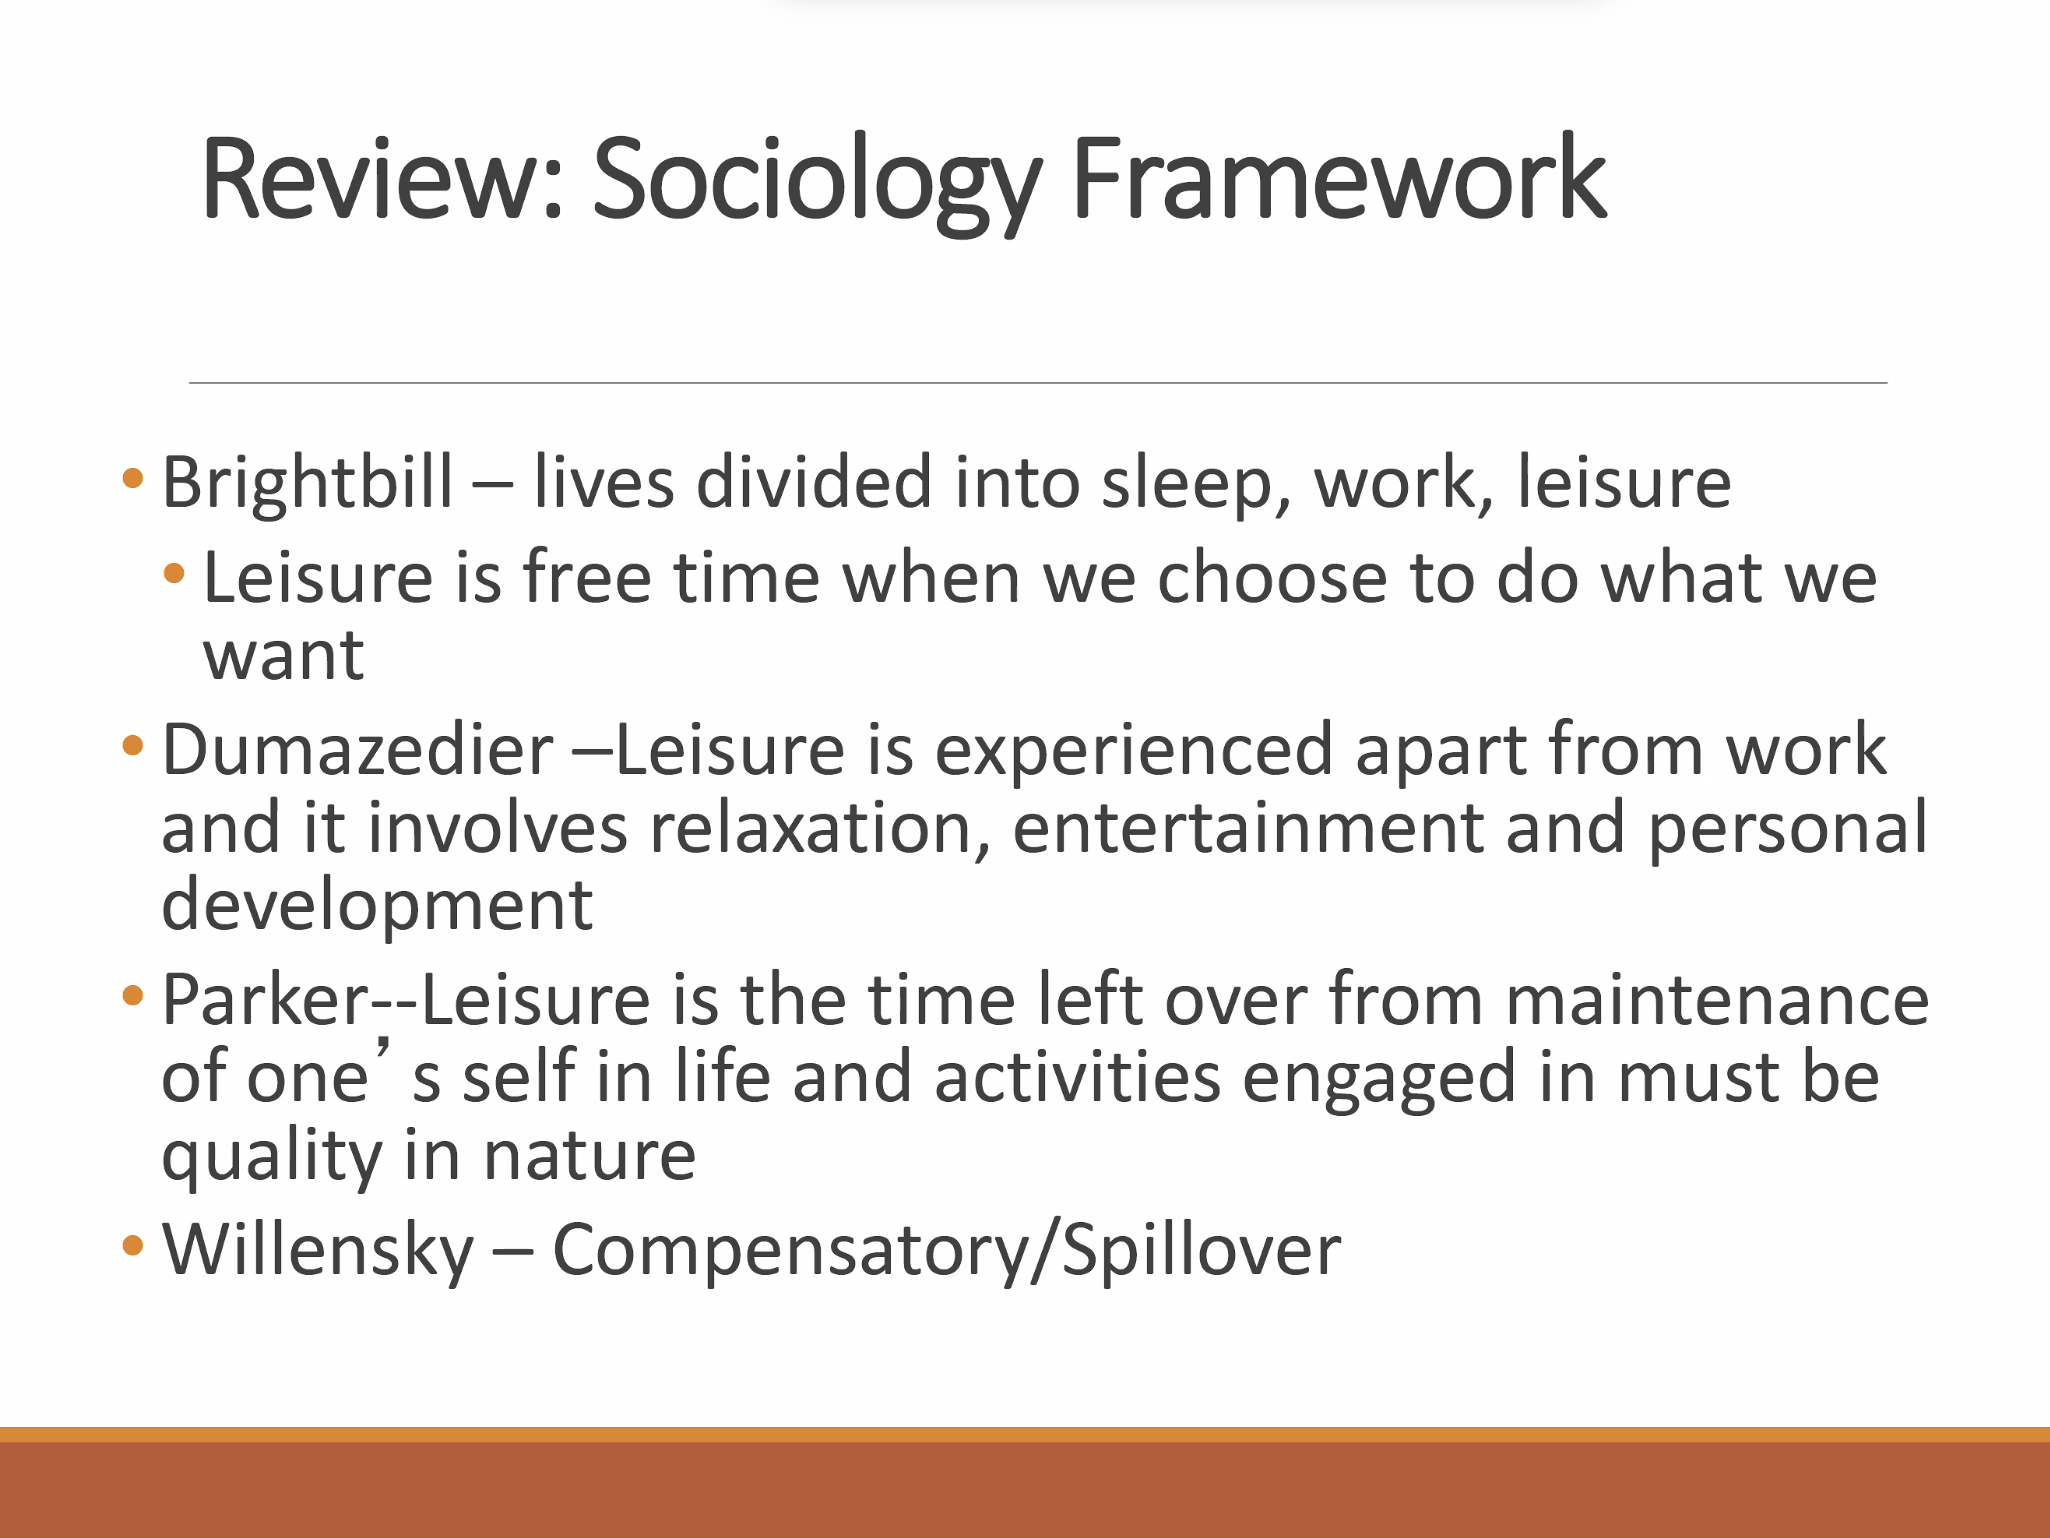 Review: Sociology Framework
• Brightbill – lives divided into sleep, work, leisure
• Leisure is free time when we choose to do what we
want
• Dumazedier –Leisure is experienced apart from work
and it involves relaxation, entertainment and personal
development
• Parker--Leisure is the time left over from maintenance
of one’ s self in life and activities engaged in must be
quality in nature
• Willensky – Compensatory/Spillover